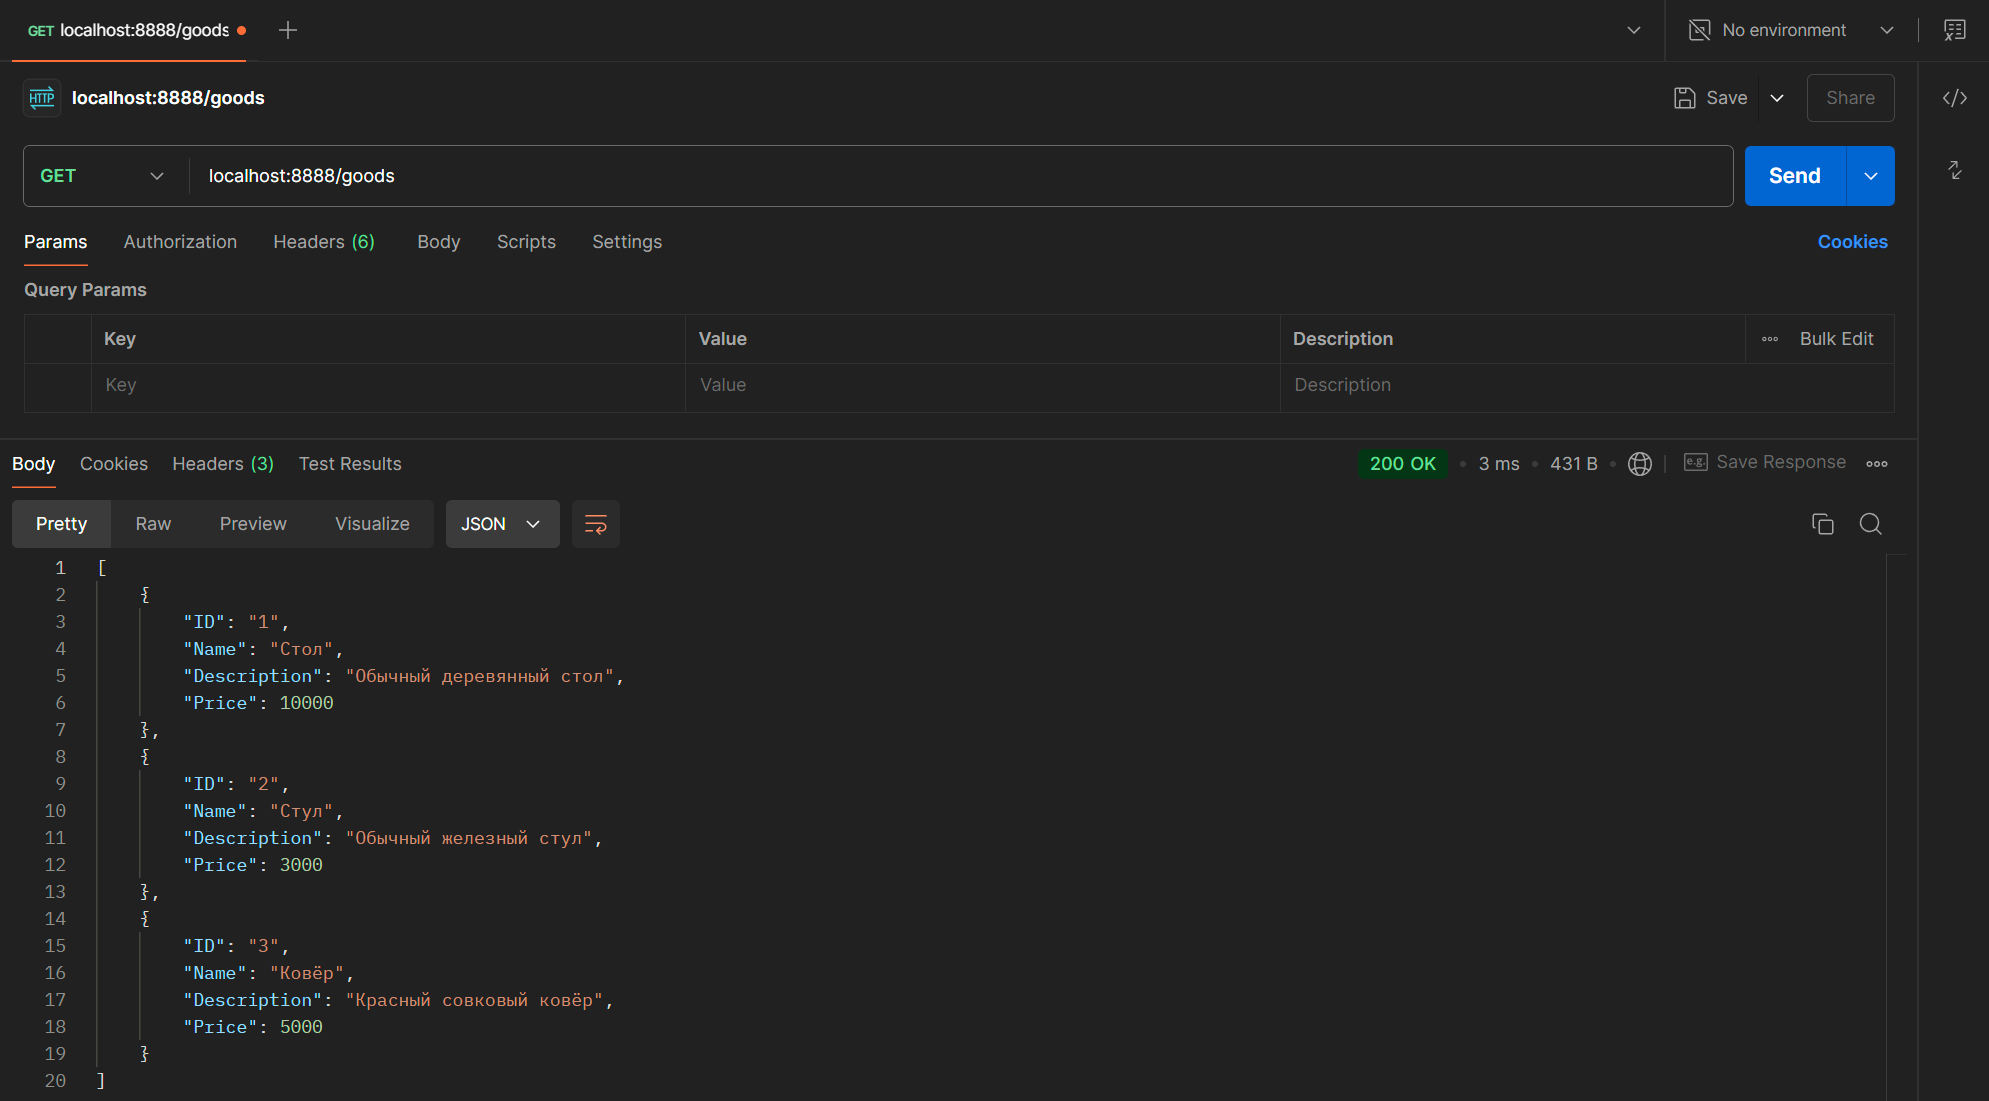 GET localhost:8888/goods
No environment
HTTP localhost:8888/goods
Save
Share
GET localhost:8888/goods
Send
Params Authorization Headers (6) Body Scripts Settings Cookies
Query Params
Key Value Description Bulk Edit
Key Value Description
Body Cookies Headers (3) Test Results 200 OK 3 ms 431 B e.g. Save Response
Pretty Raw Preview Visualize JSON
1 [
2 {
3 "ID": "1",
4 "Name": "Стол",
5 "Description": "Обычный деревянный стол",
6 "Price": 10000
7 },
8 {
9 "ID": "2",
10 "Name": "Стул",
11 "Description": "Обычный железный стул",
12 "Price": 3000
13 },
14 {
15 "ID": "3",
16 "Name": "Ковёр",
17 "Description": "Красный совковый ковёр",
18 "Price": 5000
19 }
20 ]